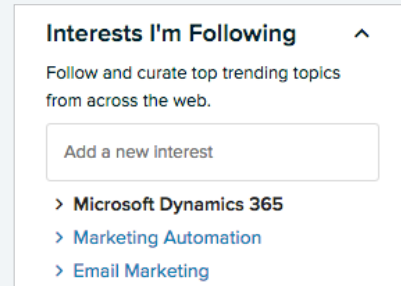 Interests I'm Following
Follow and curate top trending topics
from across the web.
Add a new interest
Microsoft Dynamics 365
Marketing Automation
Email Marketing